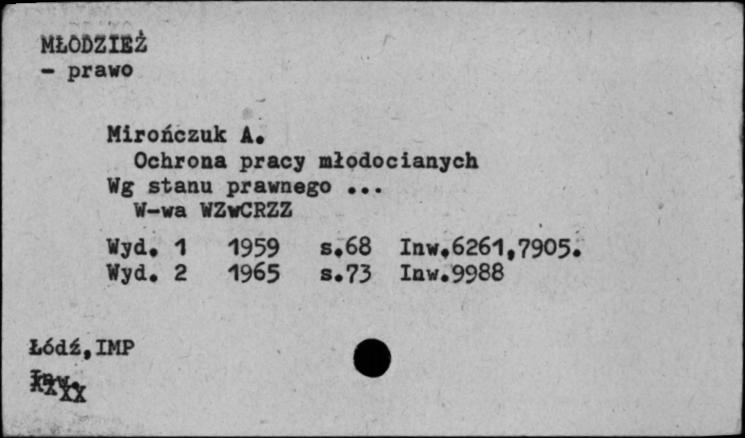 MŁODZIEŻ
- prawo
Mirończuk A.
Ochrona pracy młodocianych
Wg stanu prawnego ...
W-wa WZwCRZZ
Wyd. 1 1959 s.68 Inw.6261,7905.
Wyd. 2 1965 s.73 Inw.9988
Łódź,IMP